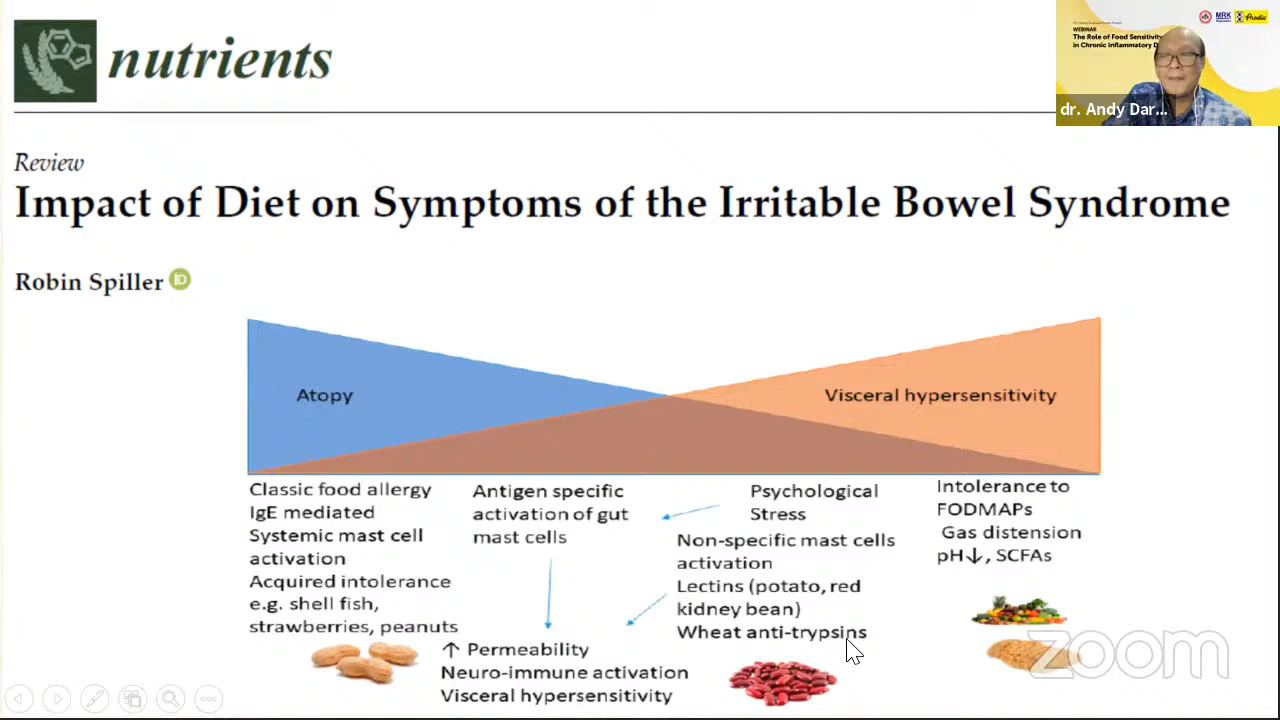 nutrients
WEBINAR
The Role of Food Sensitivity
in Chronic Inflammatory D
MRK
Prodia
dr. Andy Dar...
Review
Impact of Diet on Symptoms of the Irritable Bowel Syndrome
Robin Spiller iD
Atopy
Visceral hypersensitivity
Classic food allergy
IgE mediated
Systemic mast cell
activation
Acquired intolerance
e.g. shell fish,
strawberries, peanuts
Antigen specific
activation of gut
mast cells
↑ Permeability
Neuro-immune activation
Visceral hypersensitivity
Psychological
Stress
Non-specific mast cells
activation
Lectins (potato, red
kidney bean)
Wheat anti-trypsins
Intolerance to
FODMAPs
Gas distension
pH↓, SCFAs
zoom